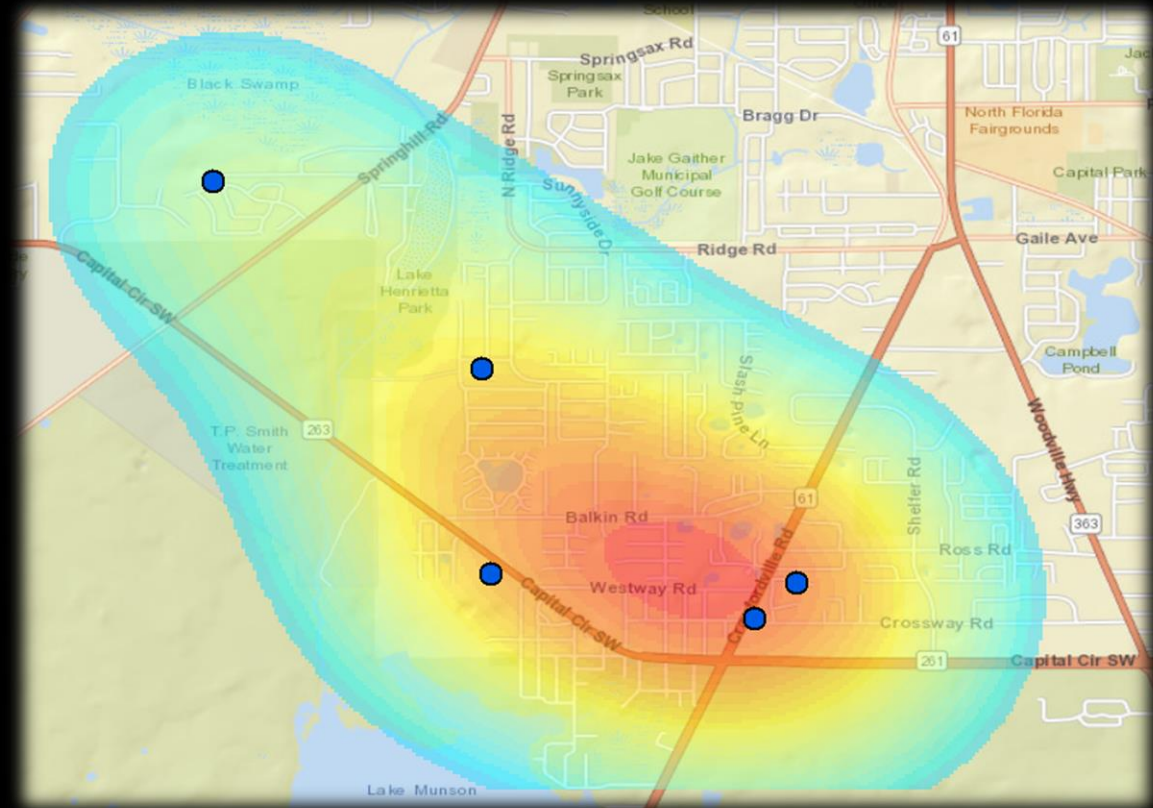 School
61
Springsax Rd
Springsax
Park
Black Swamp
Bragg Dr
North Florida
Fairgrounds
Springhill Rd
N Ridge Rd
Jake Gaither
Municipal
Golf Course
Capital Park
Sunnyside Dr
Ridge Rd
Gaile Ave
Capital Cir SW
Lake
Henrietta
Park
Campbell
Pond
Slash Pine Ln
Woodville Hwy
263
T.P. Smith
Water
Treatment
61
Shelfer Rd
Balkin Rd
363
Ross Rd
Westway Rd
Crawfordville Rd
Capital Cir SW
Crossway Rd
261
Capital Cir SW
Lake Munson